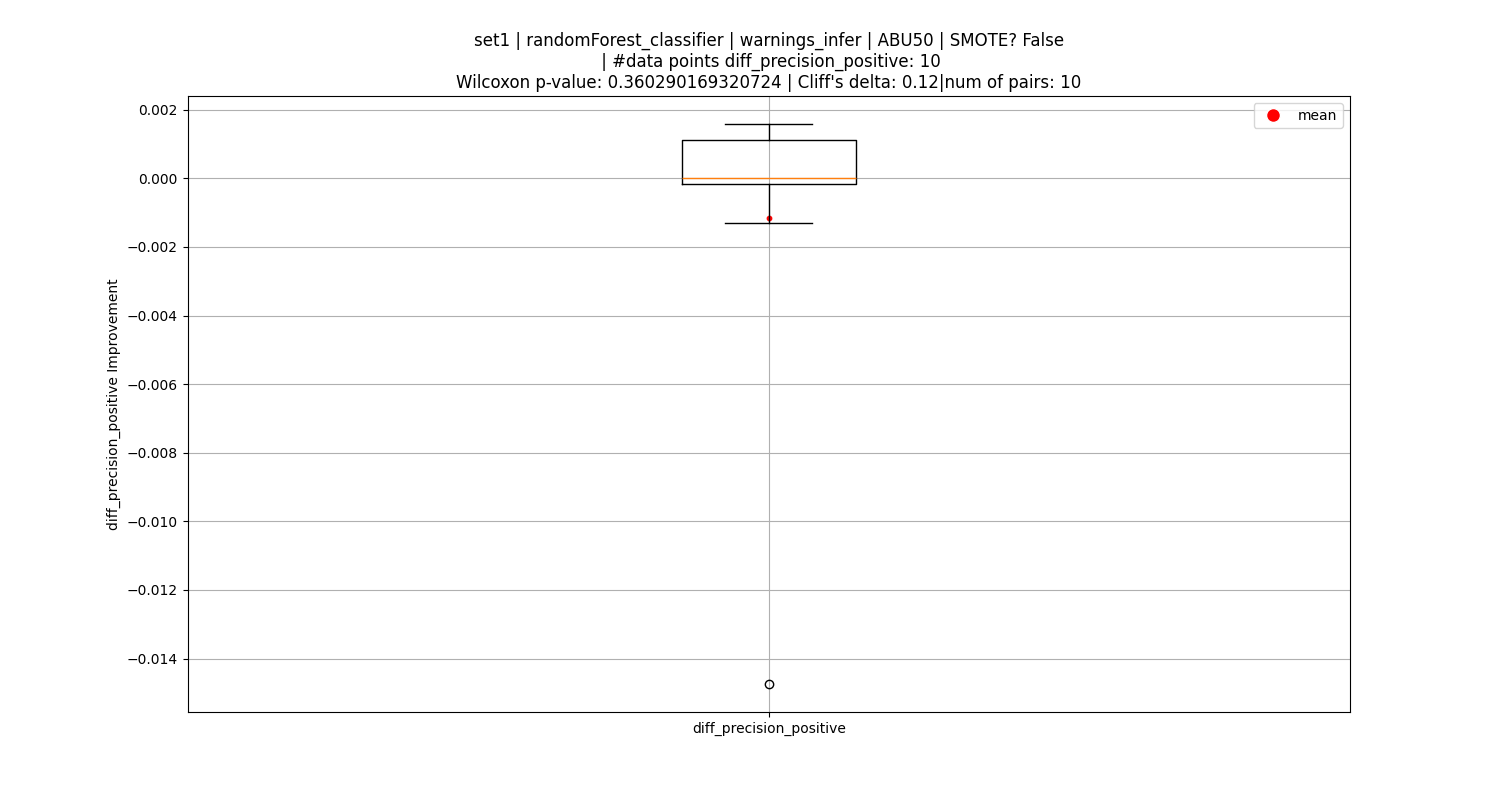 set1 | randomForest_classifier | warnings_infer | ABU50 | SMOTE? False
| #data points diff_precision_positive: 10
Wilcoxon p-value: 0.360290169320724 | Cliff's delta: 0.12|num of pairs: 10
mean
0.002
0.000
−0.002
−0.004
−0.006
−0.008
−0.010
−0.012
−0.014
diff_precision_positive Improvement
diff_precision_positive